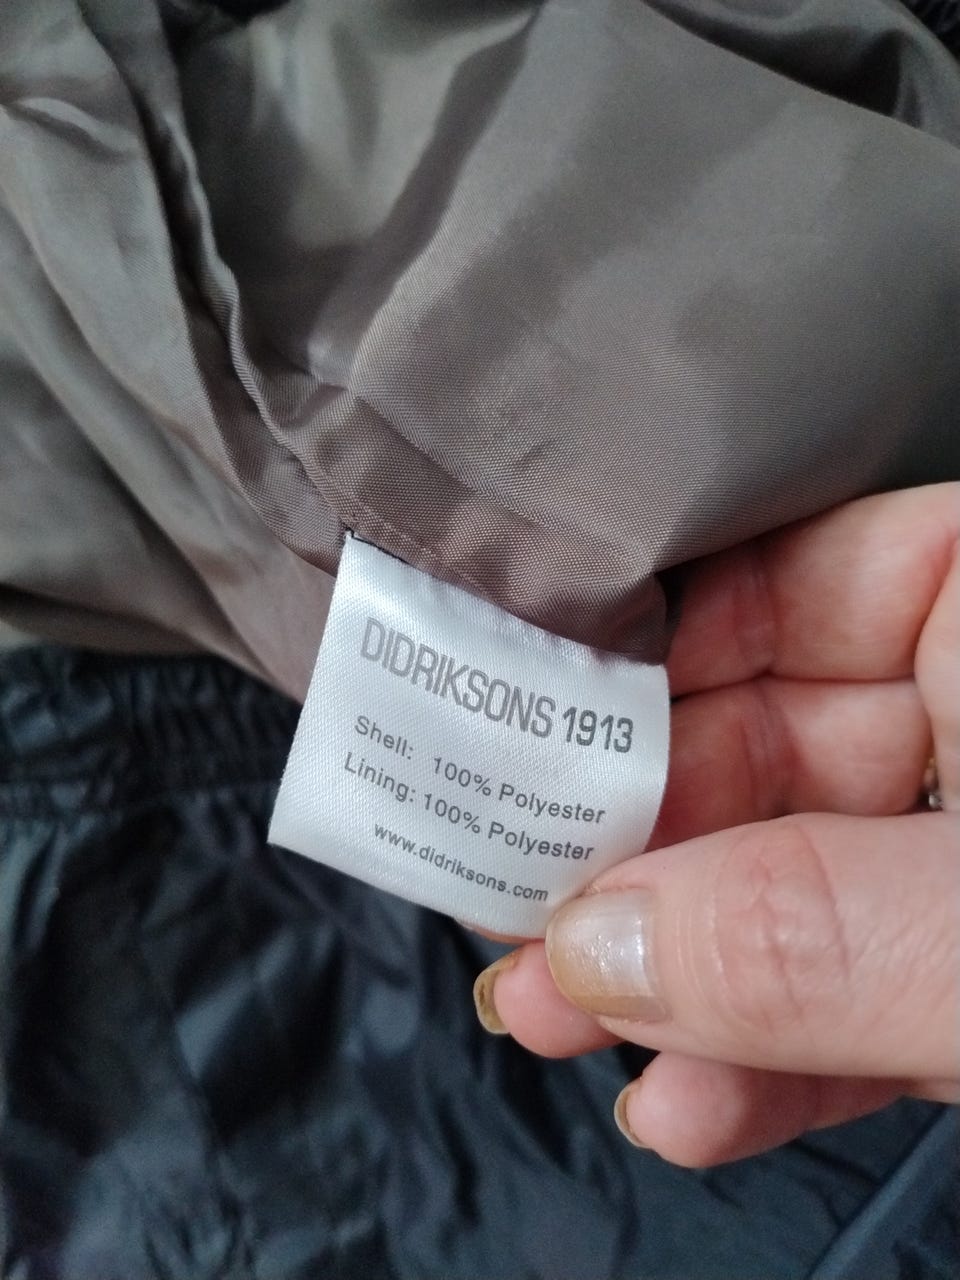 DIDRIKSONS 1913
Shell: 100% Polyester
Lining: 100% Polyester
www.didriksons.com